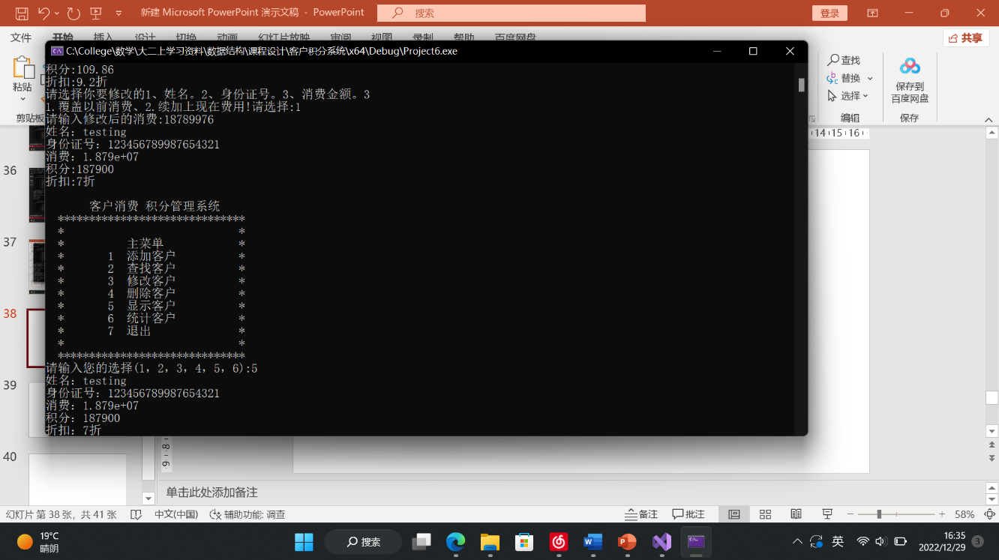 新建 Microsoft PowerPoint 演示文稿 - PowerPoint
搜索
登录
文件
开始 插入 设计 切换 动画 幻灯片放映 审阅 视图 录制 帮助 百度网盘
共享
粘贴
剪贴板
查找
替换
选择
编辑
保存到
百度网盘
保存
C:\College\数学\大二上学习资料\数据结构\课程设计\客户积分系统\x64\Debug\Project6.exe
积分:109.86
折扣:9.2折
请选择你要修改的1、姓名。2、身份证号。3、消费金额。3
1.覆盖以前消费、2.续加上现在费用!请选择:1
请输入修改后的消费:18789976
姓名: testing
身份证号: 123456789987654321
消费: 1.879e+07
积分:187900
折扣:7折
客户消费 积分管理系统
******************************
* *
* 主菜单 *
* 1 添加客户 *
* 2 查找客户 *
* 3 修改客户 *
* 4 删除客户 *
* 5 显示客户 *
* 6 统计客户 *
* 7 退出 *
* *
******************************
请输入您的选择(1, 2, 3, 4, 5, 6):5
姓名: testing
身份证号: 123456789987654321
消费: 1.879e+07
积分: 187900
折扣: 7折
14 15 16
36
37
38
39
40
8
9
单击此处添加备注
幻灯片 第 38 张，共 41 张
中文(中国)
辅助功能: 调查
备注
批注
58%
19°C
晴朗
搜索
英
16:35
2022/12/29
3